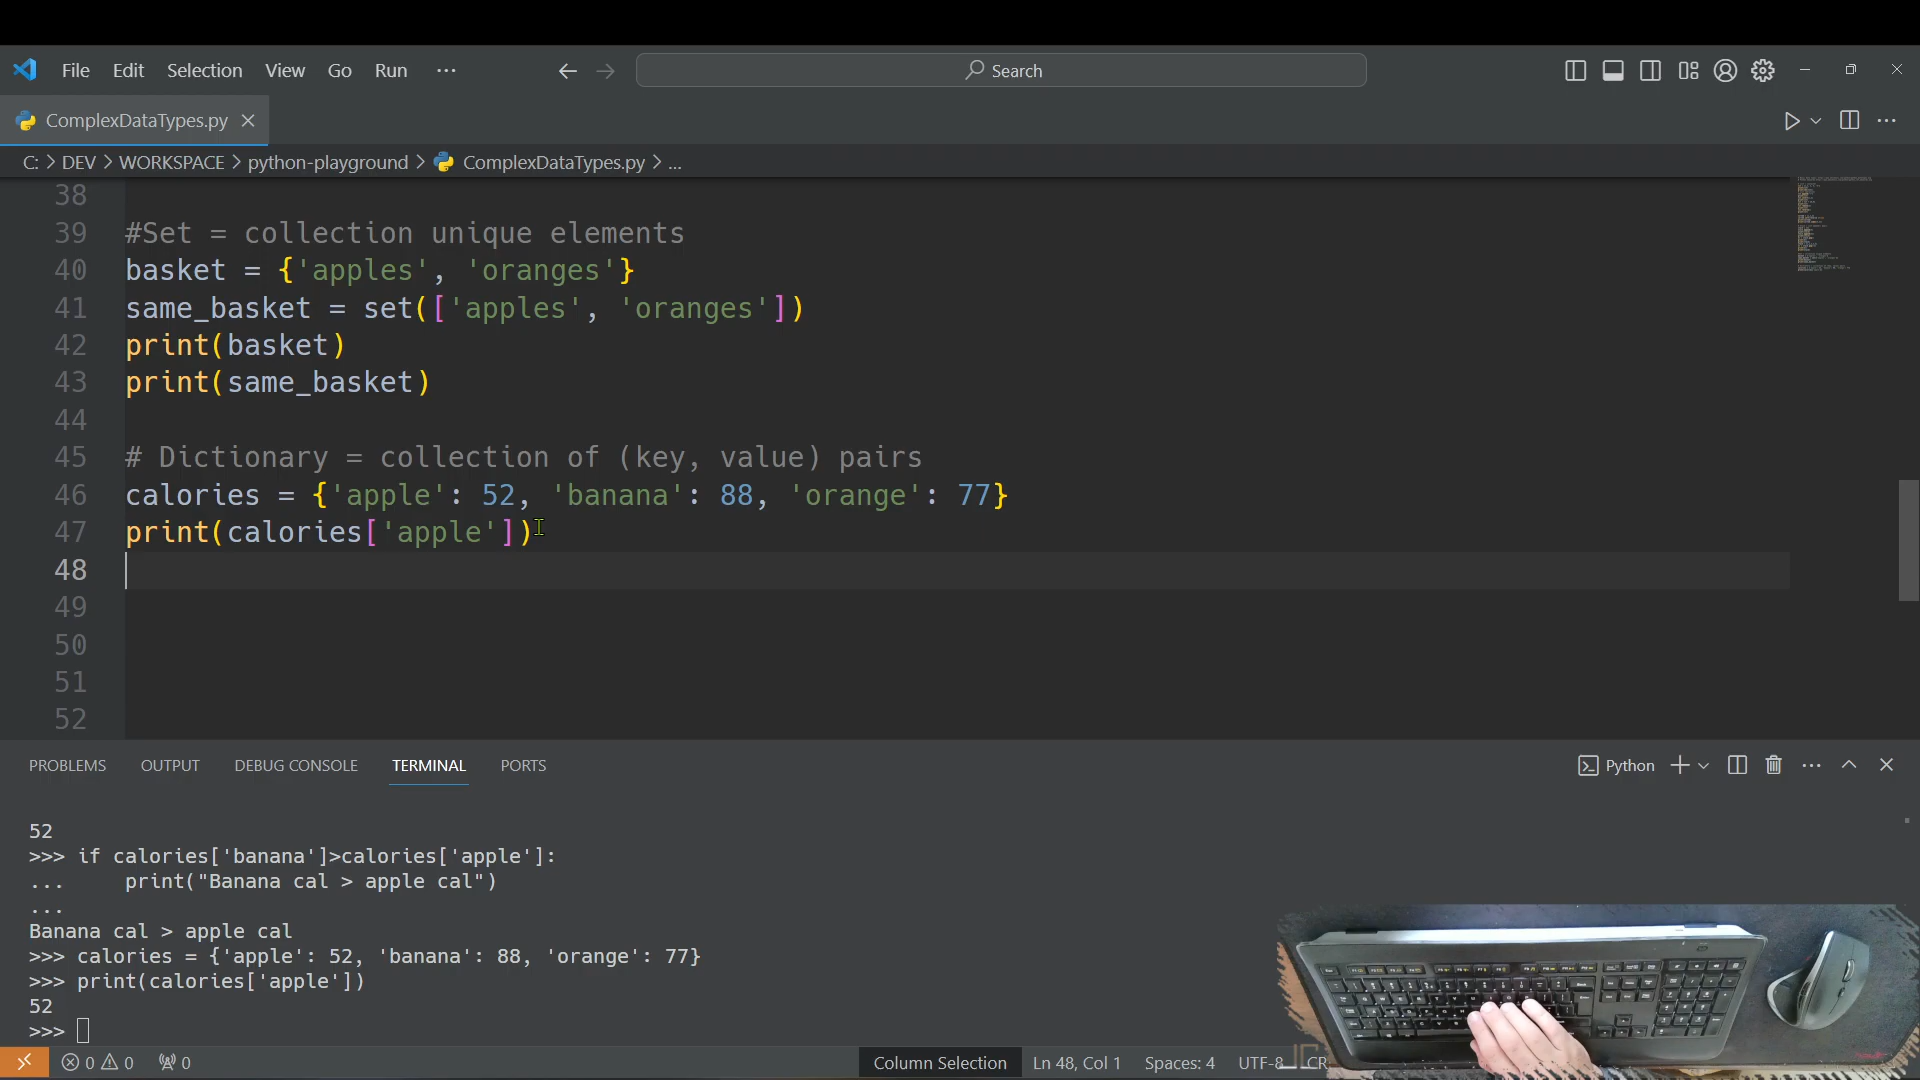 File Edit Selection View Go Run ... Search
ComplexDataTypes.py
C: > DEV > WORKSPACE > python-playground > ComplexDataTypes.py > ...
38
39 #Set = collection unique elements
40 basket = {'apples', 'oranges'}
41 same_basket = set(['apples', 'oranges'])
42 print(basket)
43 print(same_basket)
44
45 # Dictionary = collection of (key, value) pairs
46 calories = {'apple': 52, 'banana': 88, 'orange': 77}
47 print(calories['apple'])
48
49
50
51
52
PROBLEMS OUTPUT DEBUG CONSOLE TERMINAL PORTS Python
52
>>> if calories['banana']>calories['apple']:
...     print("Banana cal > apple cal")
...
Banana cal > apple cal
>>> calories = {'apple': 52, 'banana': 88, 'orange': 77}
>>> print(calories['apple'])
52
>>>
0 0 0 Column Selection Ln 48, Col 1 Spaces: 4 UTF-8 CR